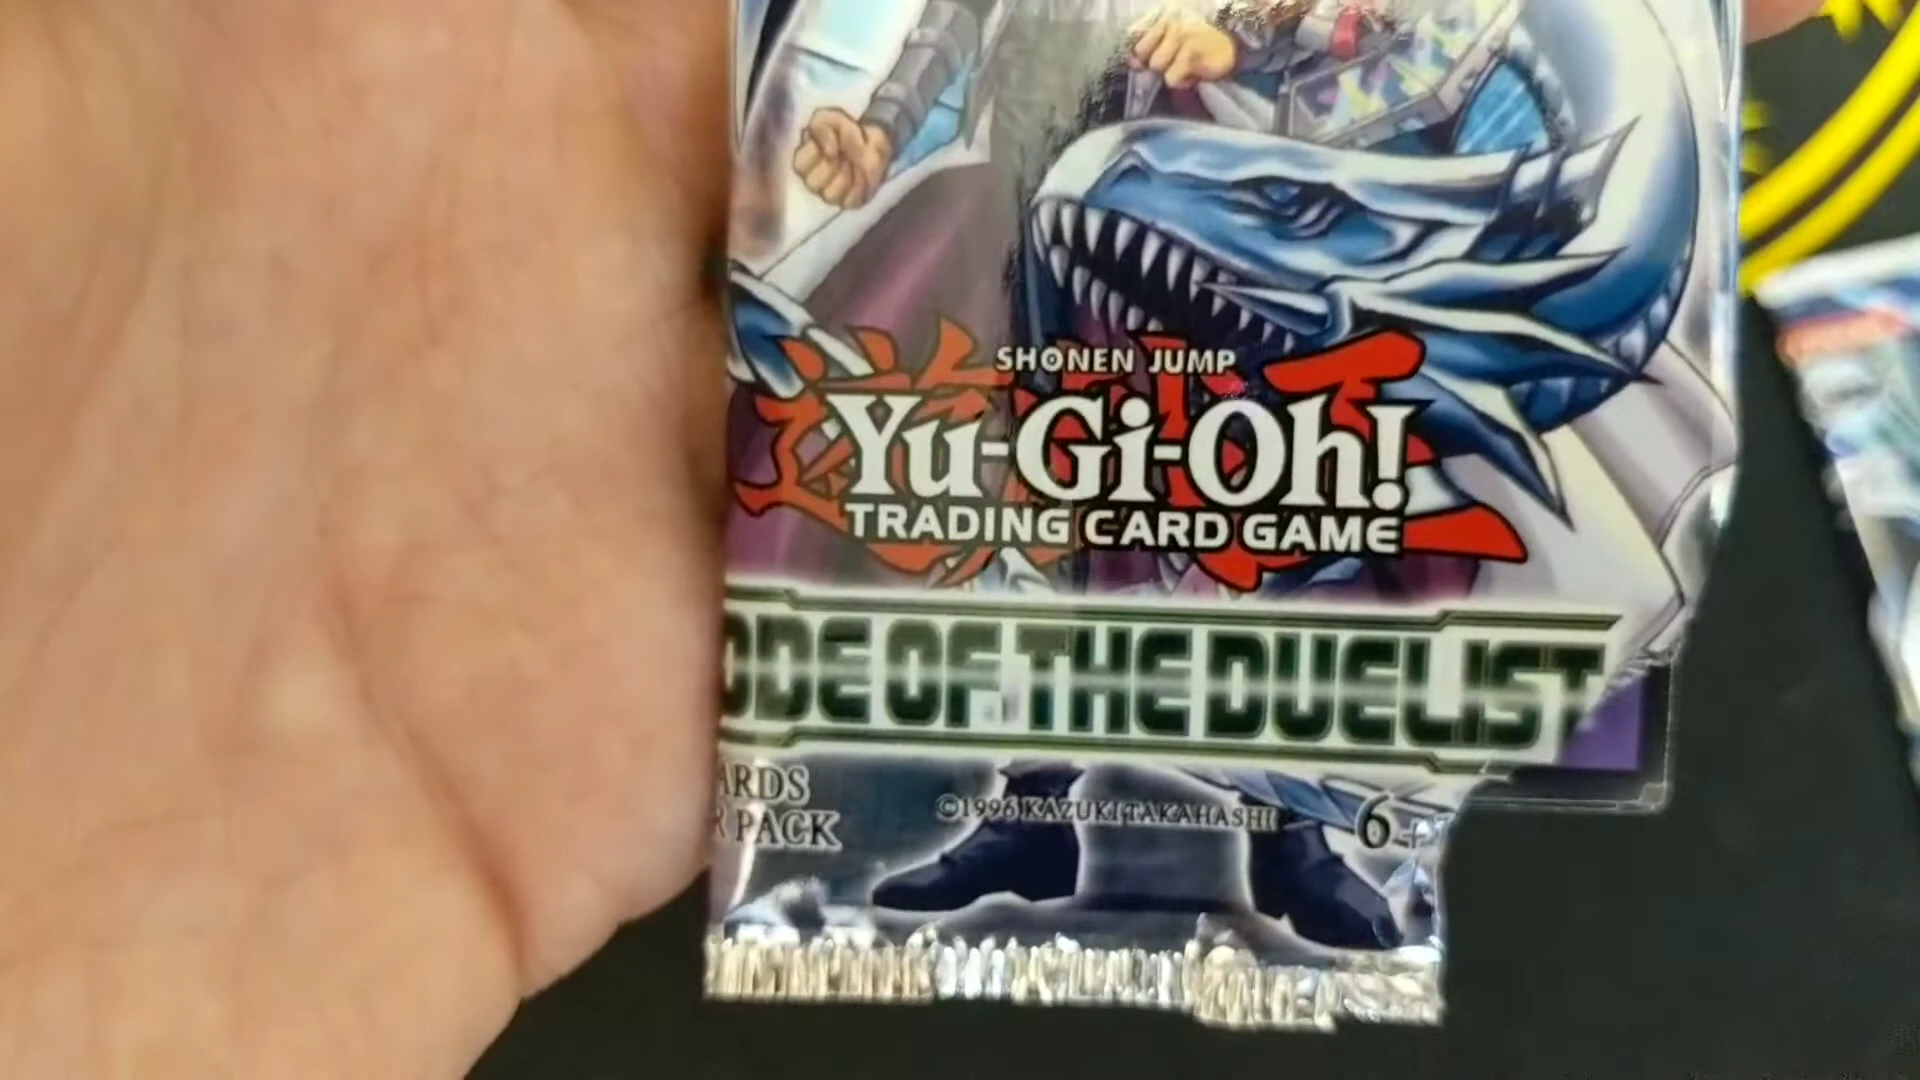 SHONEN JUMP
Yu-Gi-Oh!
TRADING CARD GAME
ODE OF THE DUELIST
ARDS
R PACK
©1996 KAZUKI TAKAHASHI
6+